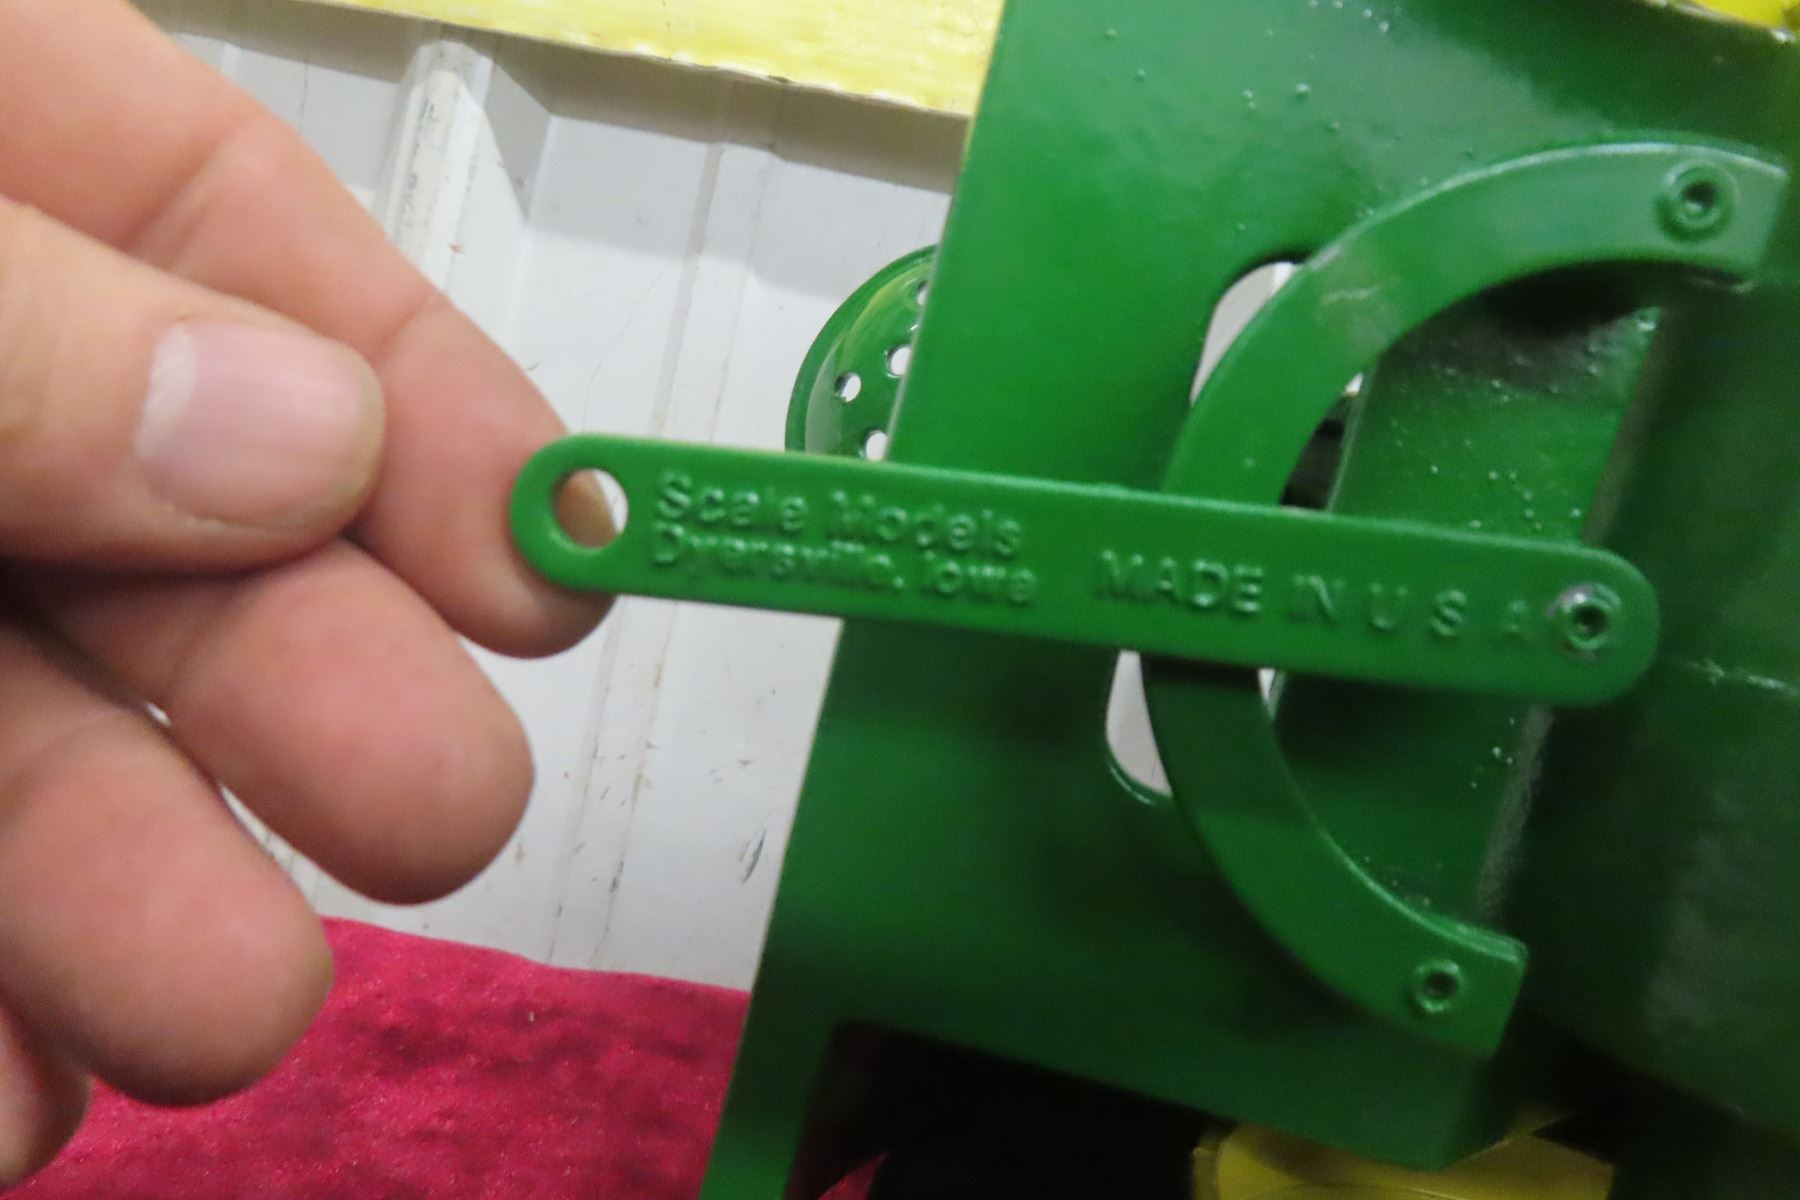 Scale Models
Dyersville, Iowa
MADE IN U S A